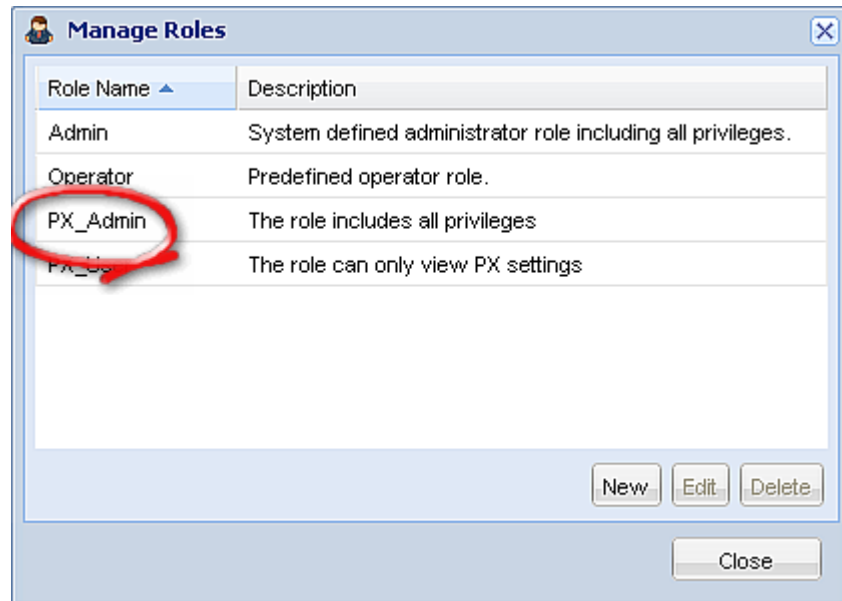 Manage Roles
Role Name Description
Admin System defined administrator role including all privileges.
Operator Predefined operator role.
PX_Admin The role includes all privileges
PX_User The role can only view PX settings
New Edit Delete
Close